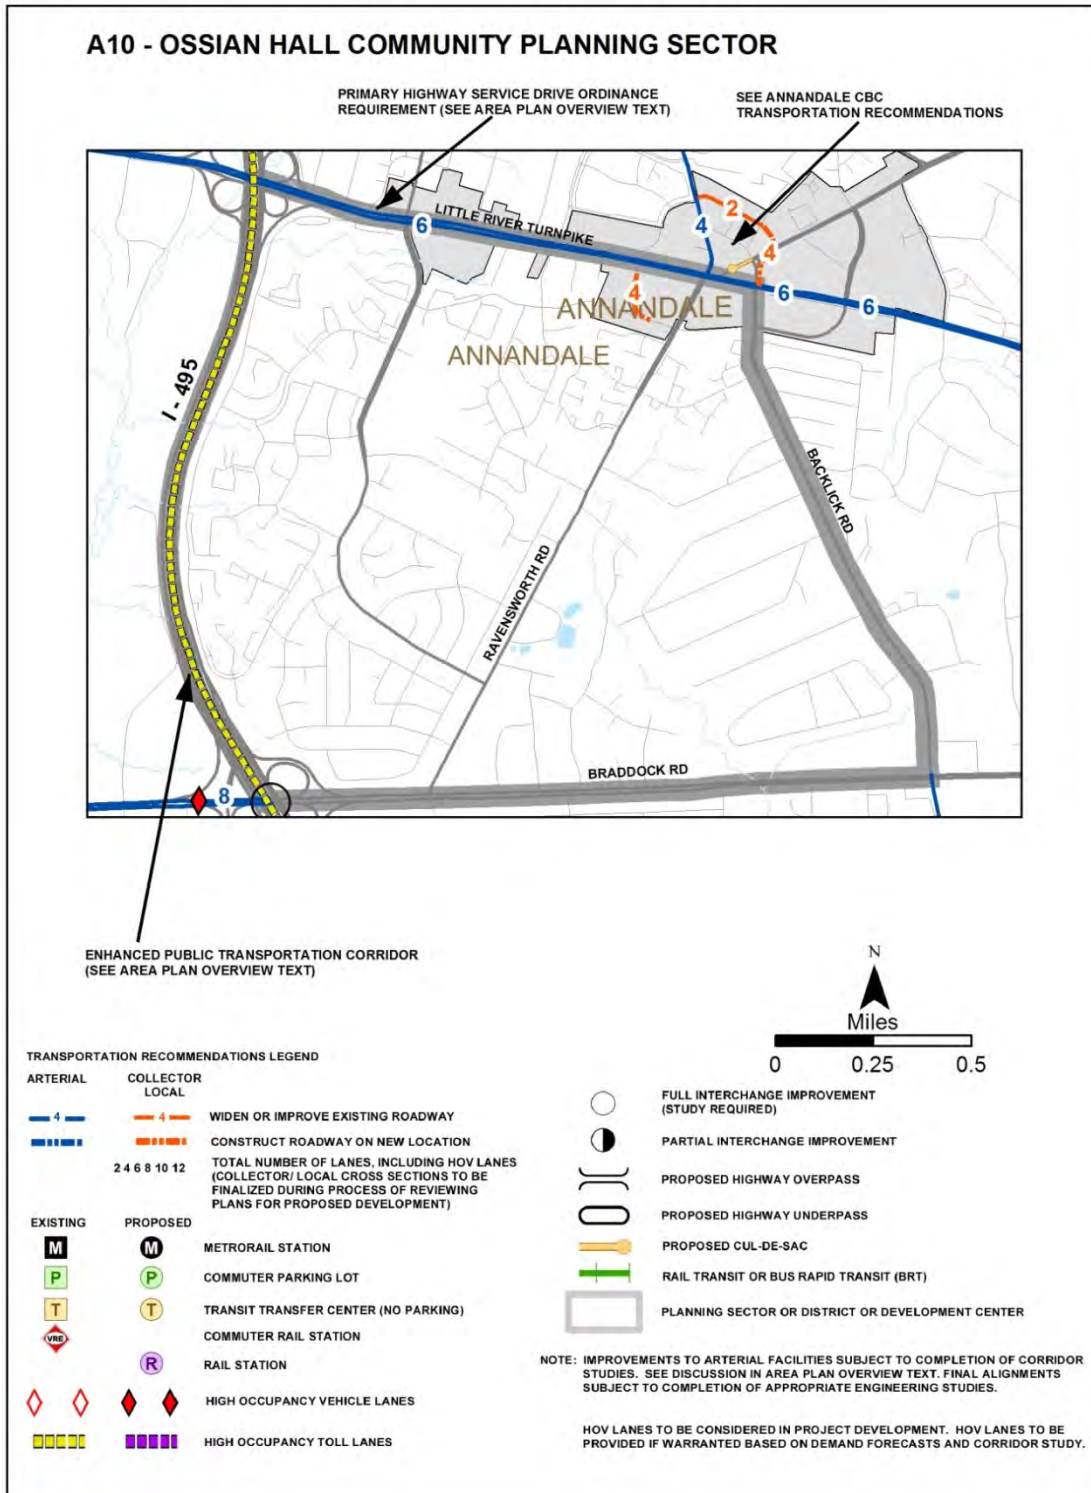 A10 - OSSIAN HALL COMMUNITY PLANNING SECTOR
PRIMARY HIGHWAY SERVICE DRIVE ORDINANCE
REQUIREMENT (SEE AREA PLAN OVERVIEW TEXT)
SEE ANNANDALE CBC
TRANSPORTATION RECOMMENDATIONS
2
4
4
LITTLE RIVER TURNPIKE
6
6
6
4
ANNANDALE
ANNANDALE
I - 495
BACKLICK RD
RAVENSWORTH RD
BRADDOCK RD
8
ENHANCED PUBLIC TRANSPORTATION CORRIDOR
(SEE AREA PLAN OVERVIEW TEXT)
N
Miles
0 0.25 0.5
TRANSPORTATION RECOMMENDATIONS LEGEND
ARTERIAL COLLECTOR
LOCAL
4 4 WIDEN OR IMPROVE EXISTING ROADWAY
CONSTRUCT ROADWAY ON NEW LOCATION
2 4 6 8 10 12 TOTAL NUMBER OF LANES, INCLUDING HOV LANES
(COLLECTOR/ LOCAL CROSS SECTIONS TO BE
FINALIZED DURING PROCESS OF REVIEWING
PLANS FOR PROPOSED DEVELOPMENT)
EXISTING PROPOSED
M M METRORAIL STATION
P P COMMUTER PARKING LOT
T T TRANSIT TRANSFER CENTER (NO PARKING)
VRE COMMUTER RAIL STATION
R RAIL STATION
HIGH OCCUPANCY VEHICLE LANES
HIGH OCCUPANCY TOLL LANES
FULL INTERCHANGE IMPROVEMENT
(STUDY REQUIRED)
PARTIAL INTERCHANGE IMPROVEMENT
PROPOSED HIGHWAY OVERPASS
PROPOSED HIGHWAY UNDERPASS
PROPOSED CUL-DE-SAC
RAIL TRANSIT OR BUS RAPID TRANSIT (BRT)
PLANNING SECTOR OR DISTRICT OR DEVELOPMENT CENTER
NOTE: IMPROVEMENTS TO ARTERIAL FACILITIES SUBJECT TO COMPLETION OF CORRIDOR
STUDIES. SEE DISCUSSION IN AREA PLAN OVERVIEW TEXT. FINAL ALIGNMENTS
SUBJECT TO COMPLETION OF APPROPRIATE ENGINEERING STUDIES.
HOV LANES TO BE CONSIDERED IN PROJECT DEVELOPMENT. HOV LANES TO BE
PROVIDED IF WARRANTED BASED ON DEMAND FORECASTS AND CORRIDOR STUDY.